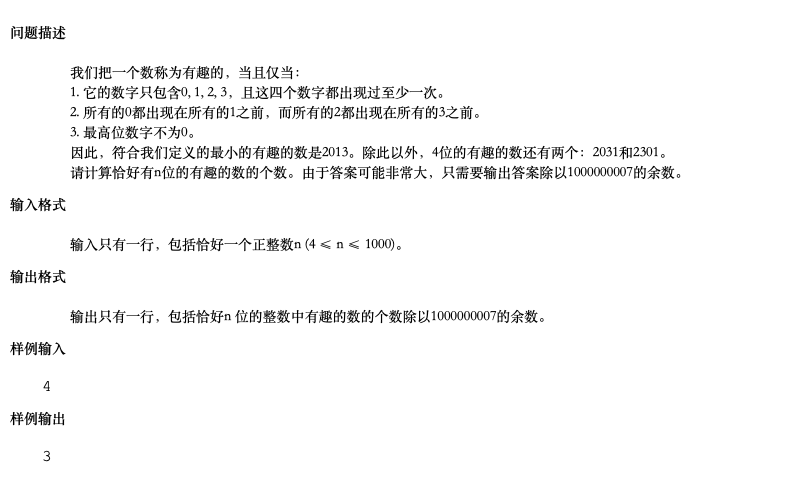 问题描述
我们把一个数称为有趣的，当且仅当：
1. 它的数字只包含0, 1, 2, 3，且这四个数字都出现过至少一次。
2. 所有的0都出现在所有的1之前，而所有的2都出现在所有的3之前。
3. 最高位数字不为0。
因此，符合我们定义的最小的有趣的数是2013。除此以外，4位的有趣的数还有两个：2031和2301。
请计算恰好有n位的有趣的数的个数。由于答案可能非常大，只需要输出答案除以1000000007的余数。
输入格式
输入只有一行，包括恰好一个正整数n (4 ≤ n ≤ 1000)。
输出格式
输出只有一行，包括恰好n 位的整数中有趣的数的个数除以1000000007的余数。
样例输入
4
样例输出
3